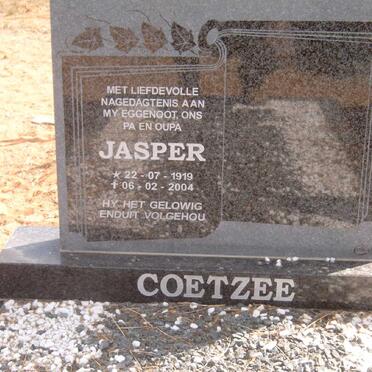 MET LIEFDEVOLLE
NAGEDAGTENIS AAN
MY EGGENOOT, ONS
PA EN OUPA
JASPER
★ 22 - 07 - 1919
✝ 06 - 02 - 2004
HY HET GELOWIG
ENDUIT VOLGEHOU
COETZEE